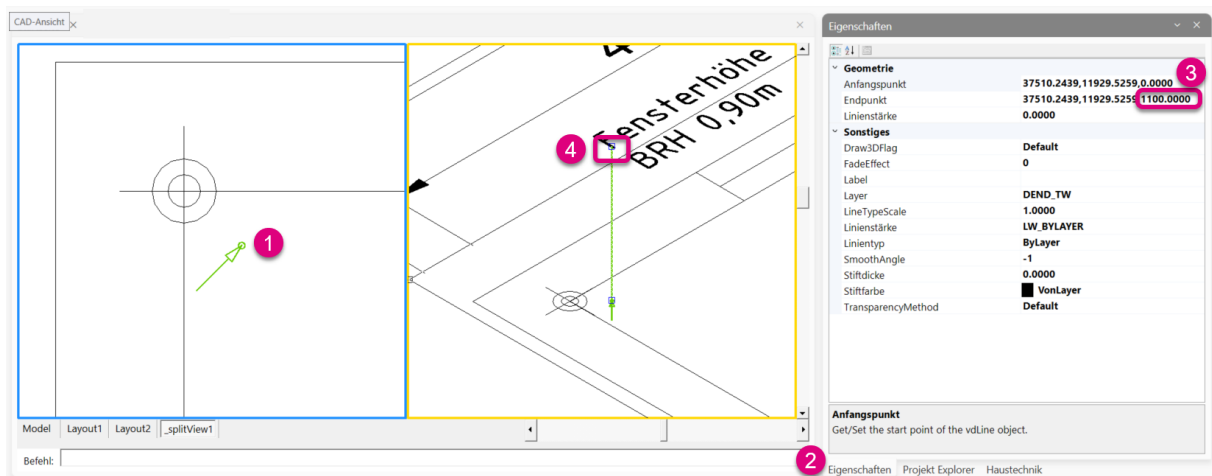 CAD-Ansicht
Eigenschaften
4
Fensterhöhe
BRH 0,90m
1
4
3
Geometrie
Anfangspunkt 37510.2439,11929.5259,0.0000
Endpunkt 37510.2439,11929.5259,1100.0000
Linienstärke 0.0000
Sonstiges
Draw3DFlag Default
FadeEffect 0
Label
Layer DEND_TW
LineTypeScale 1.0000
Linienstärke LW_BYLAYER
Linientyp ByLayer
SmoothAngle -1
Stiftdicke 0.0000
Stiftfarbe VonLayer
TransparencyMethod Default
Anfangspunkt
Get/Set the start point of the vdLine object.
Model Layout1 Layout2 _splitView1
Befehl:
2
Eigenschaften Projekt Explorer Haustechnik